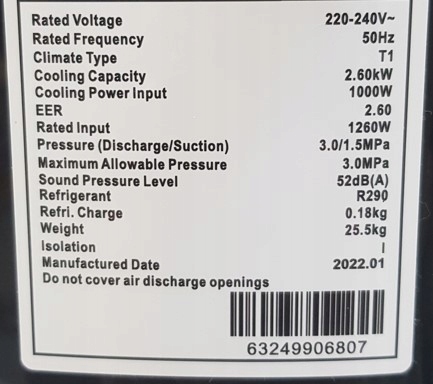 Rated Voltage 220-240V~
Rated Frequency 50Hz
Climate Type T1
Cooling Capacity 2.60kW
Cooling Power Input 1000W
EER 2.60
Rated Input 1260W
Pressure (Discharge/Suction) 3.0/1.5MPa
Maximum Allowable Pressure 3.0MPa
Sound Pressure Level 52dB(A)
Refrigerant R290
Refri. Charge 0.18kg
Weight 25.5kg
Isolation I
Manufactured Date 2022.01
Do not cover air discharge openings
63249906807